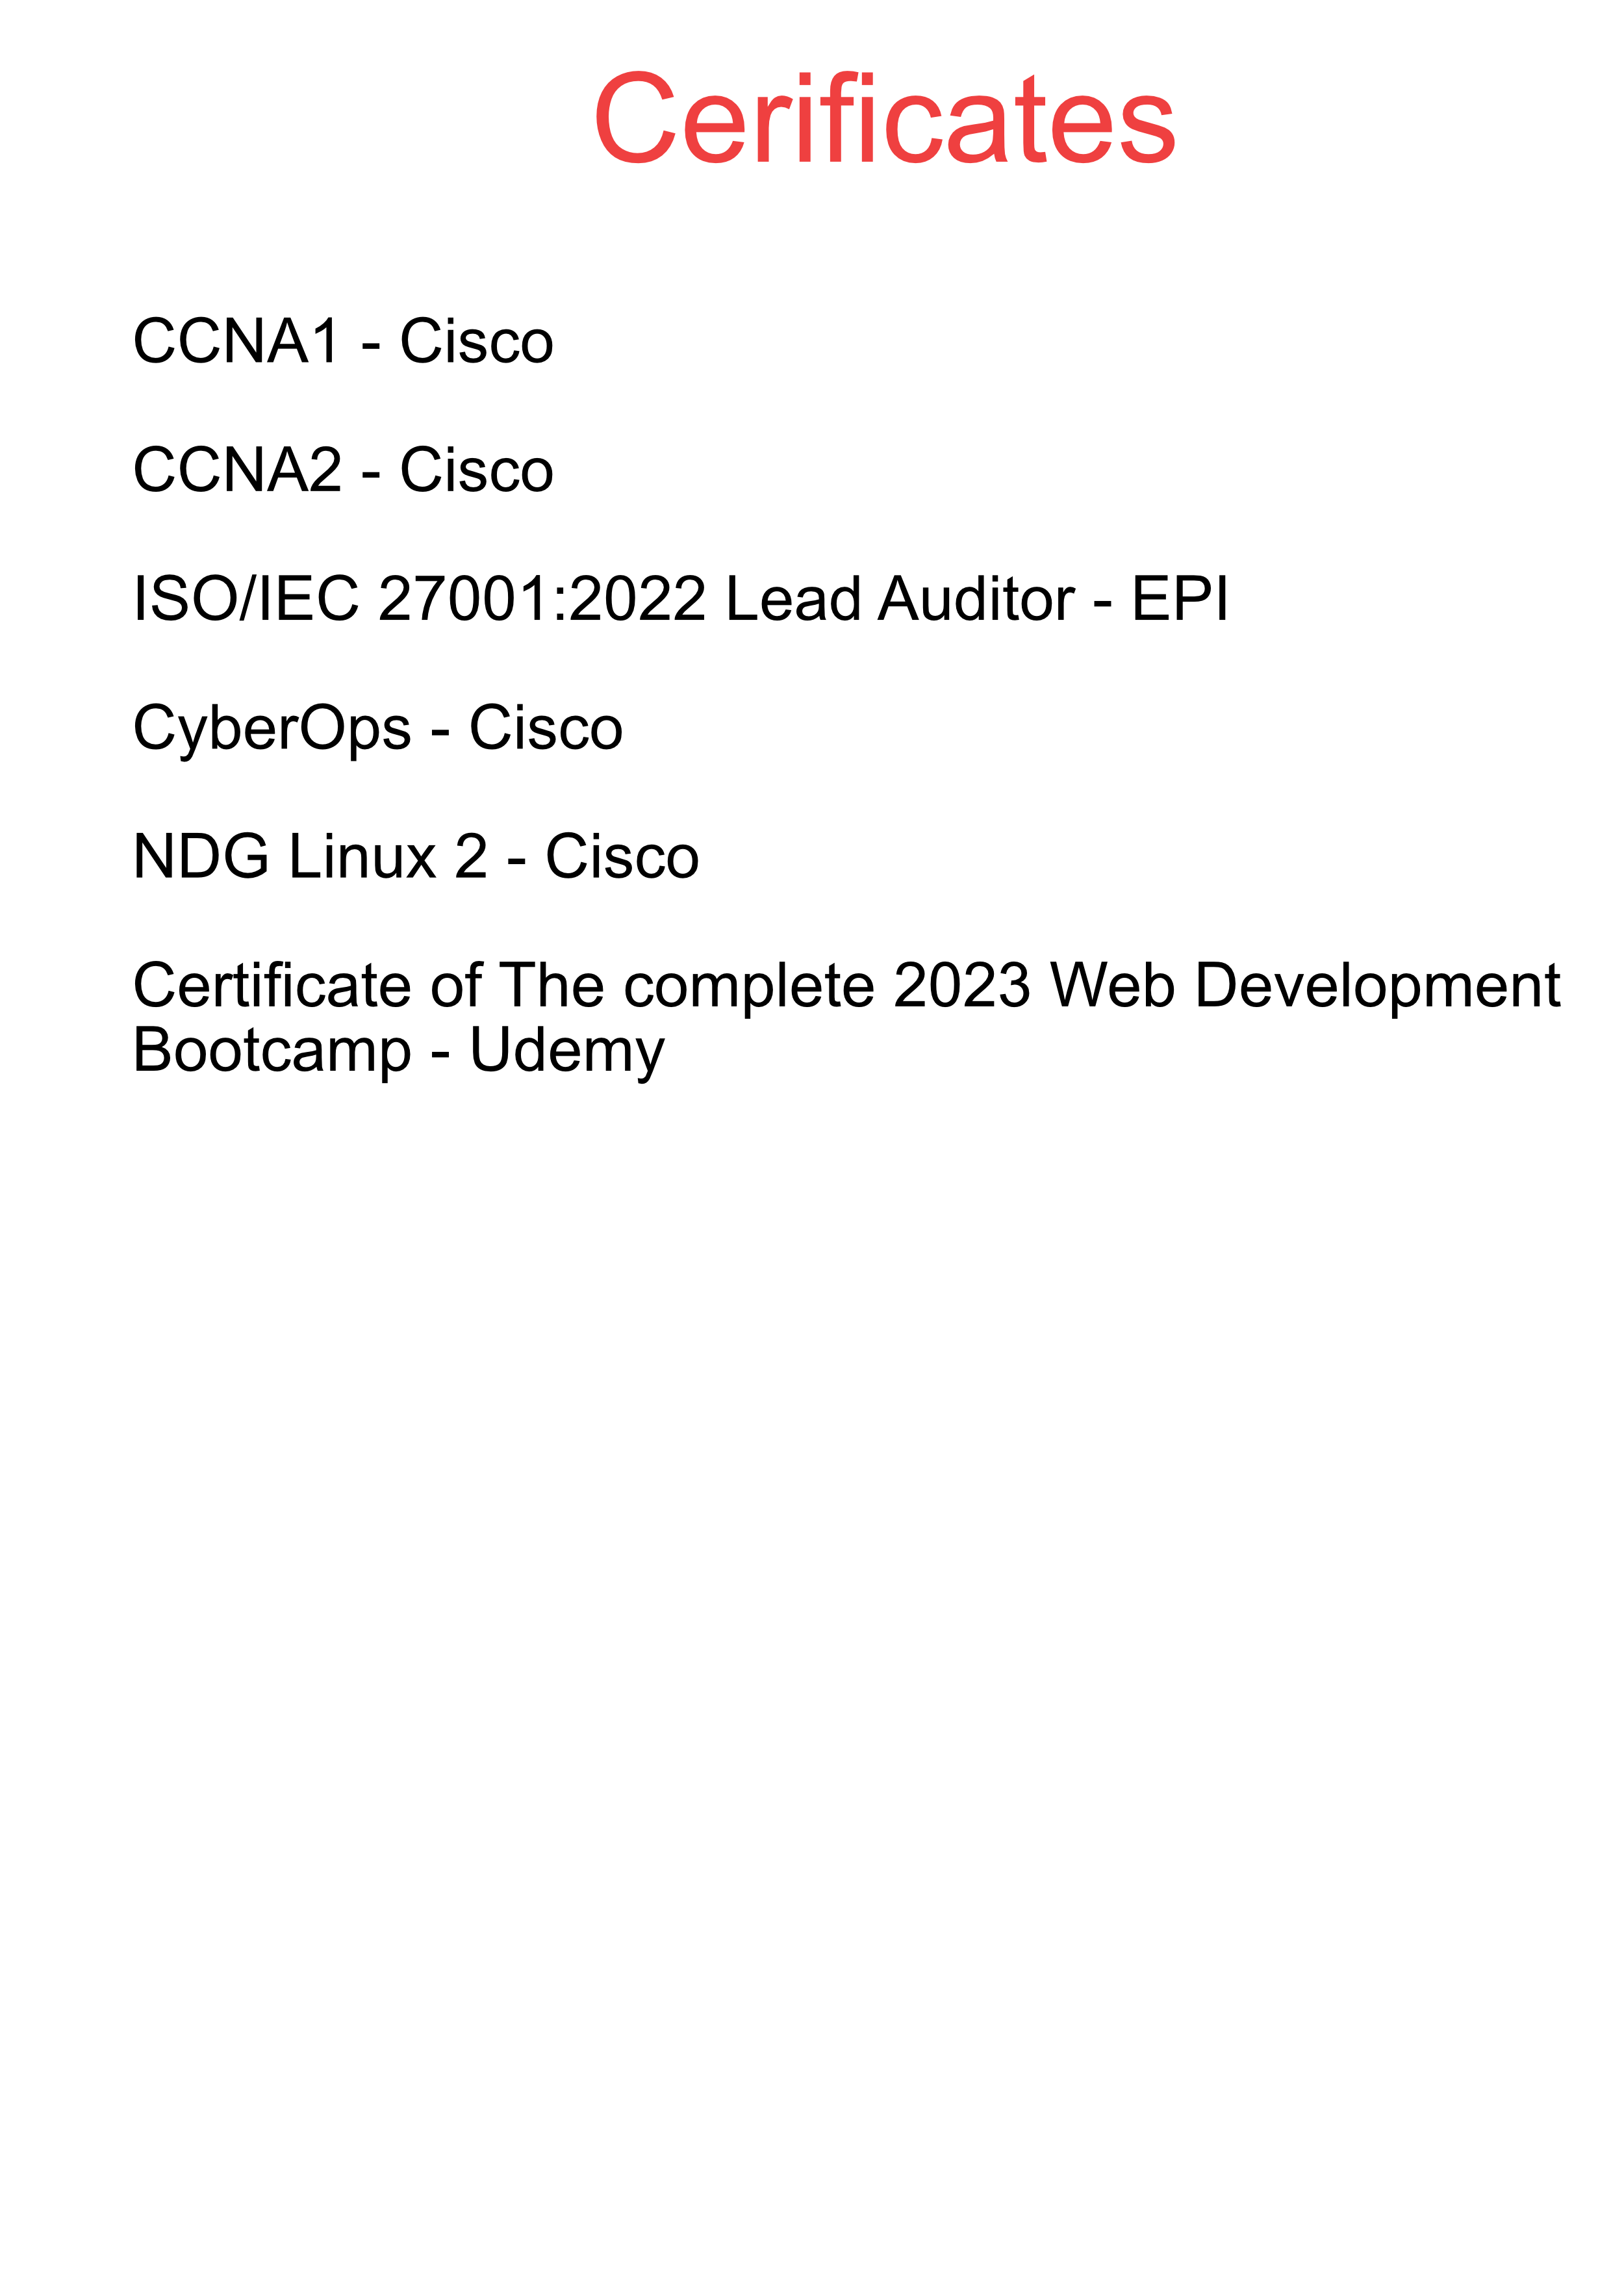 Cerificates
CCNA1 - Cisco
CCNA2 - Cisco
ISO/IEC 27001:2022 Lead Auditor - EPI
CyberOps - Cisco
NDG Linux 2 - Cisco
Certificate of The complete 2023 Web Development
Bootcamp - Udemy